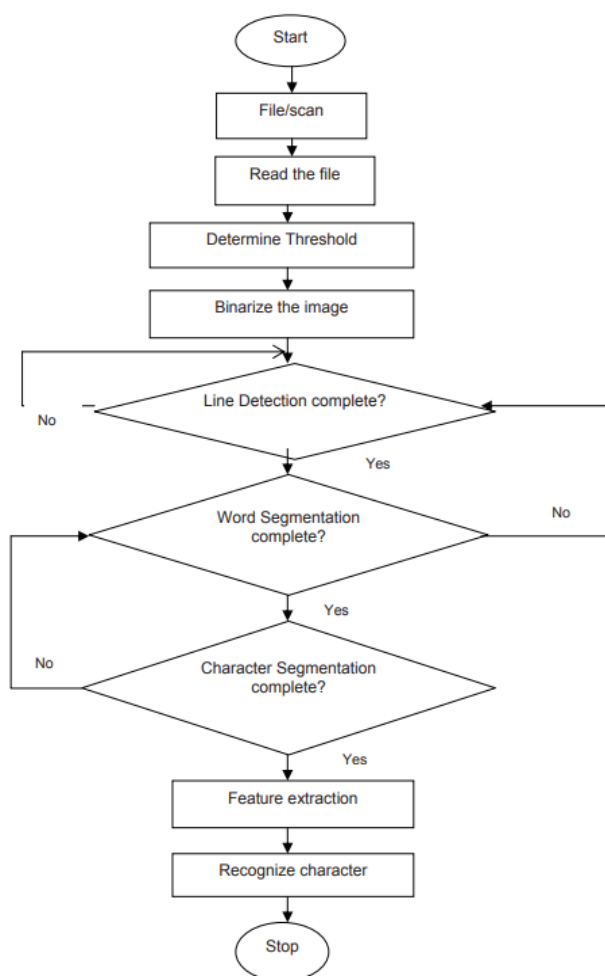 Start
File/scan
Read the file
Determine Threshold
Binarize the image
Line Detection complete?
No
Yes
Word Segmentation
complete?
No
Yes
Character Segmentation
complete?
No
Yes
Feature extraction
Recognize character
Stop